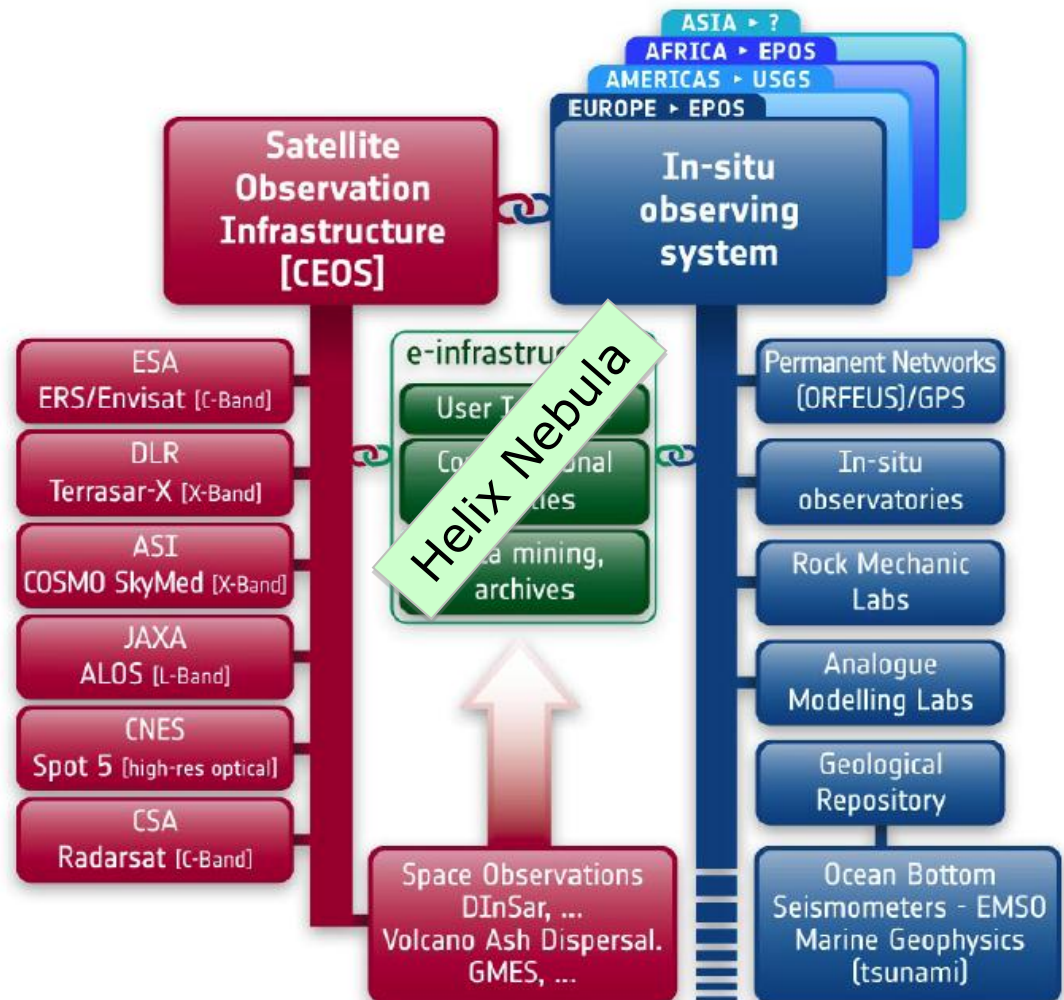 ASIA ▸ ?
AFRICA ▸ EPOS
AMERICAS ▸ USGS
EUROPE ▸ EPOS
Satellite
Observation
Infrastructure
[CEOS]
In-situ
observing
system
ESA
ERS/Envisat [C-Band]
DLR
Terrasar-X [X-Band]
ASI
COSMO SkyMed [X-Band]
JAXA
ALOS [L-Band]
CNES
Spot 5 [high-res optical]
CSA
Radarsat [C-Band]
User
mining,
archives
Helix Nebula
Permanent Networks
(ORFEUS)/GPS
In-situ
observatories
Rock Mechanic
Labs
Analogue
Modelling Labs
Geological
Repository
Space Observations
DInSar, ...
Volcano Ash Dispersal.
GMES, ...
Ocean Bottom
Seismometers - EMSO
Marine Geophysics
(tsunami)